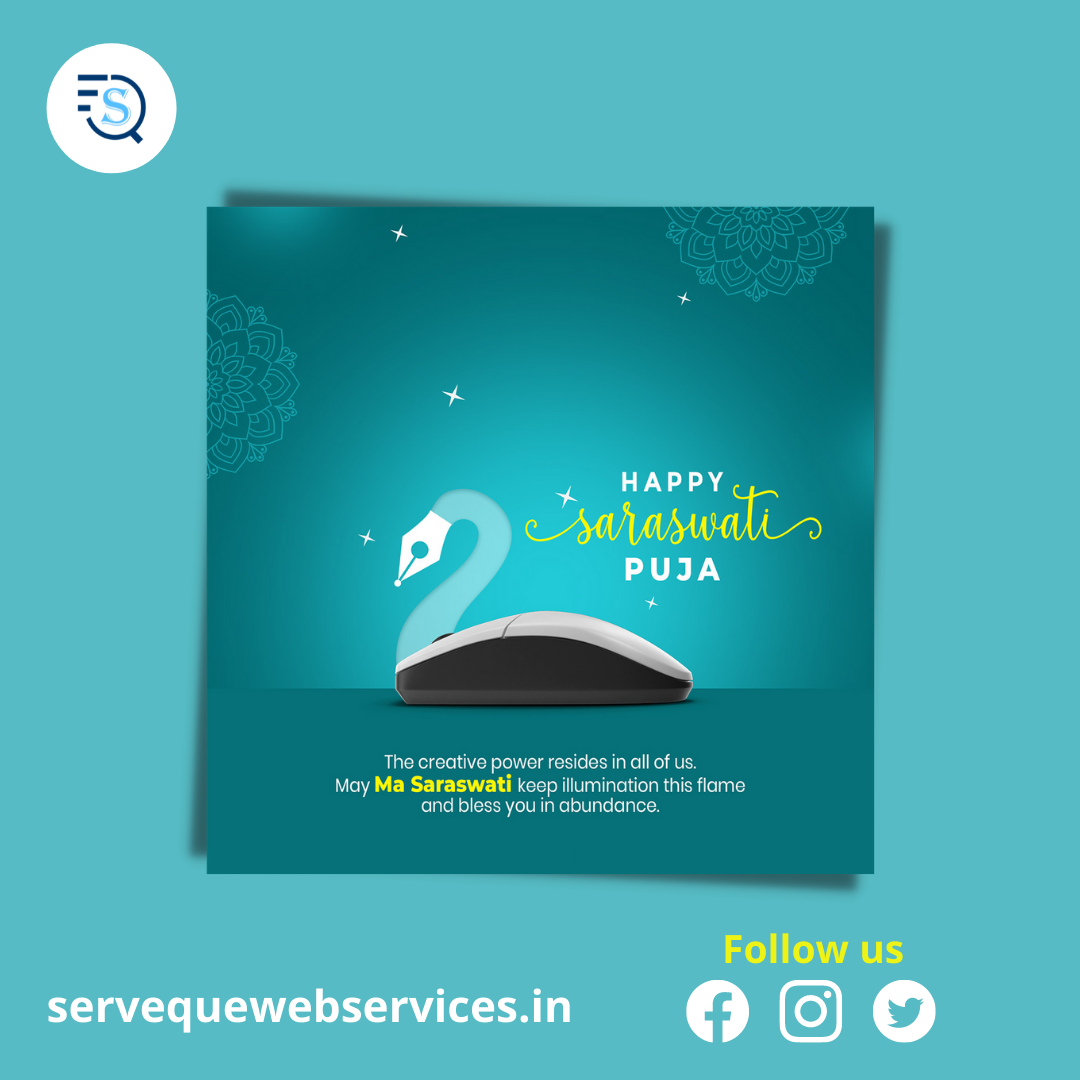 S
HAPPY
saraswati
PUJA
The creative power resides in all of us.
May Ma Saraswati keep illumination this flame
and bless you in abundance.
Follow us
servequewebservices.in